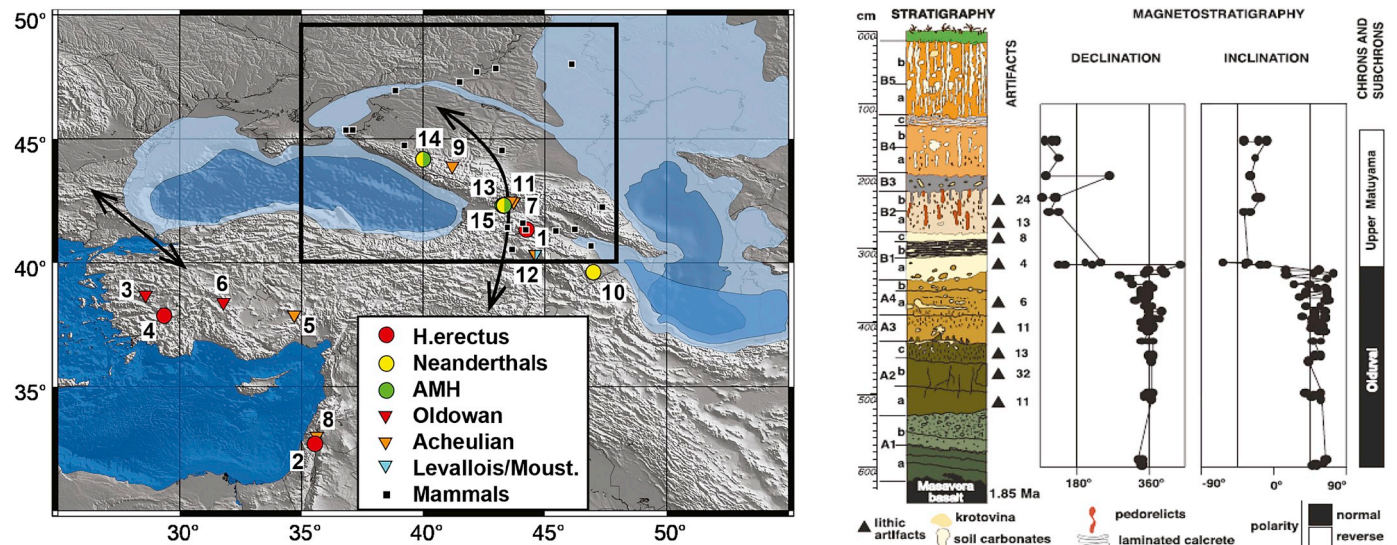 50°
45°
40°
35°
30° 35° 40° 45° 50°
14
9
13
11
7
15
1
12
10
3
6
4
5
8
2
H.erectus
Neanderthals
AMH
Oldowan
Acheulian
Levallois/Moust.
Mammals
cm STRATIGRAPHY
MAGNETOSTRATIGRAPHY
DECLINATION INCLINATION
ARTIFACTS
CHRONS AND
SUBCHRONS
000
100
200
300
400
500
600
b
B5
a
c
b
B4
a
B3
b
B2
a
c
b
B1
a
b
A4
a
A3
c
A2
b
a
b
A1
a
24
13
8
4
6
11
13
32
11
Upper Matuyama
Olduvai
Masavera
basalt
1.85 Ma
180° 360° -90° 0° 90°
lithic
artifacts
krotovina
soil carbonates
pedorelicts
laminated calcrete
polarity
normal
reverse